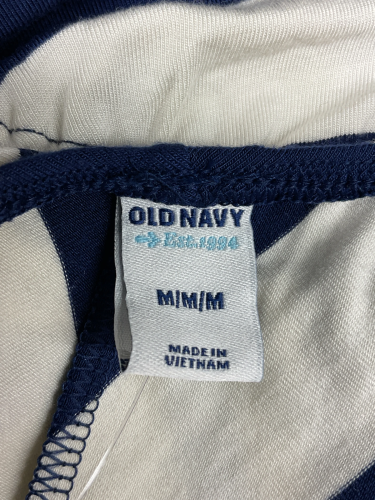 OLD NAVY
Est. 1994
M/M/M
MADE IN
VIETNAM